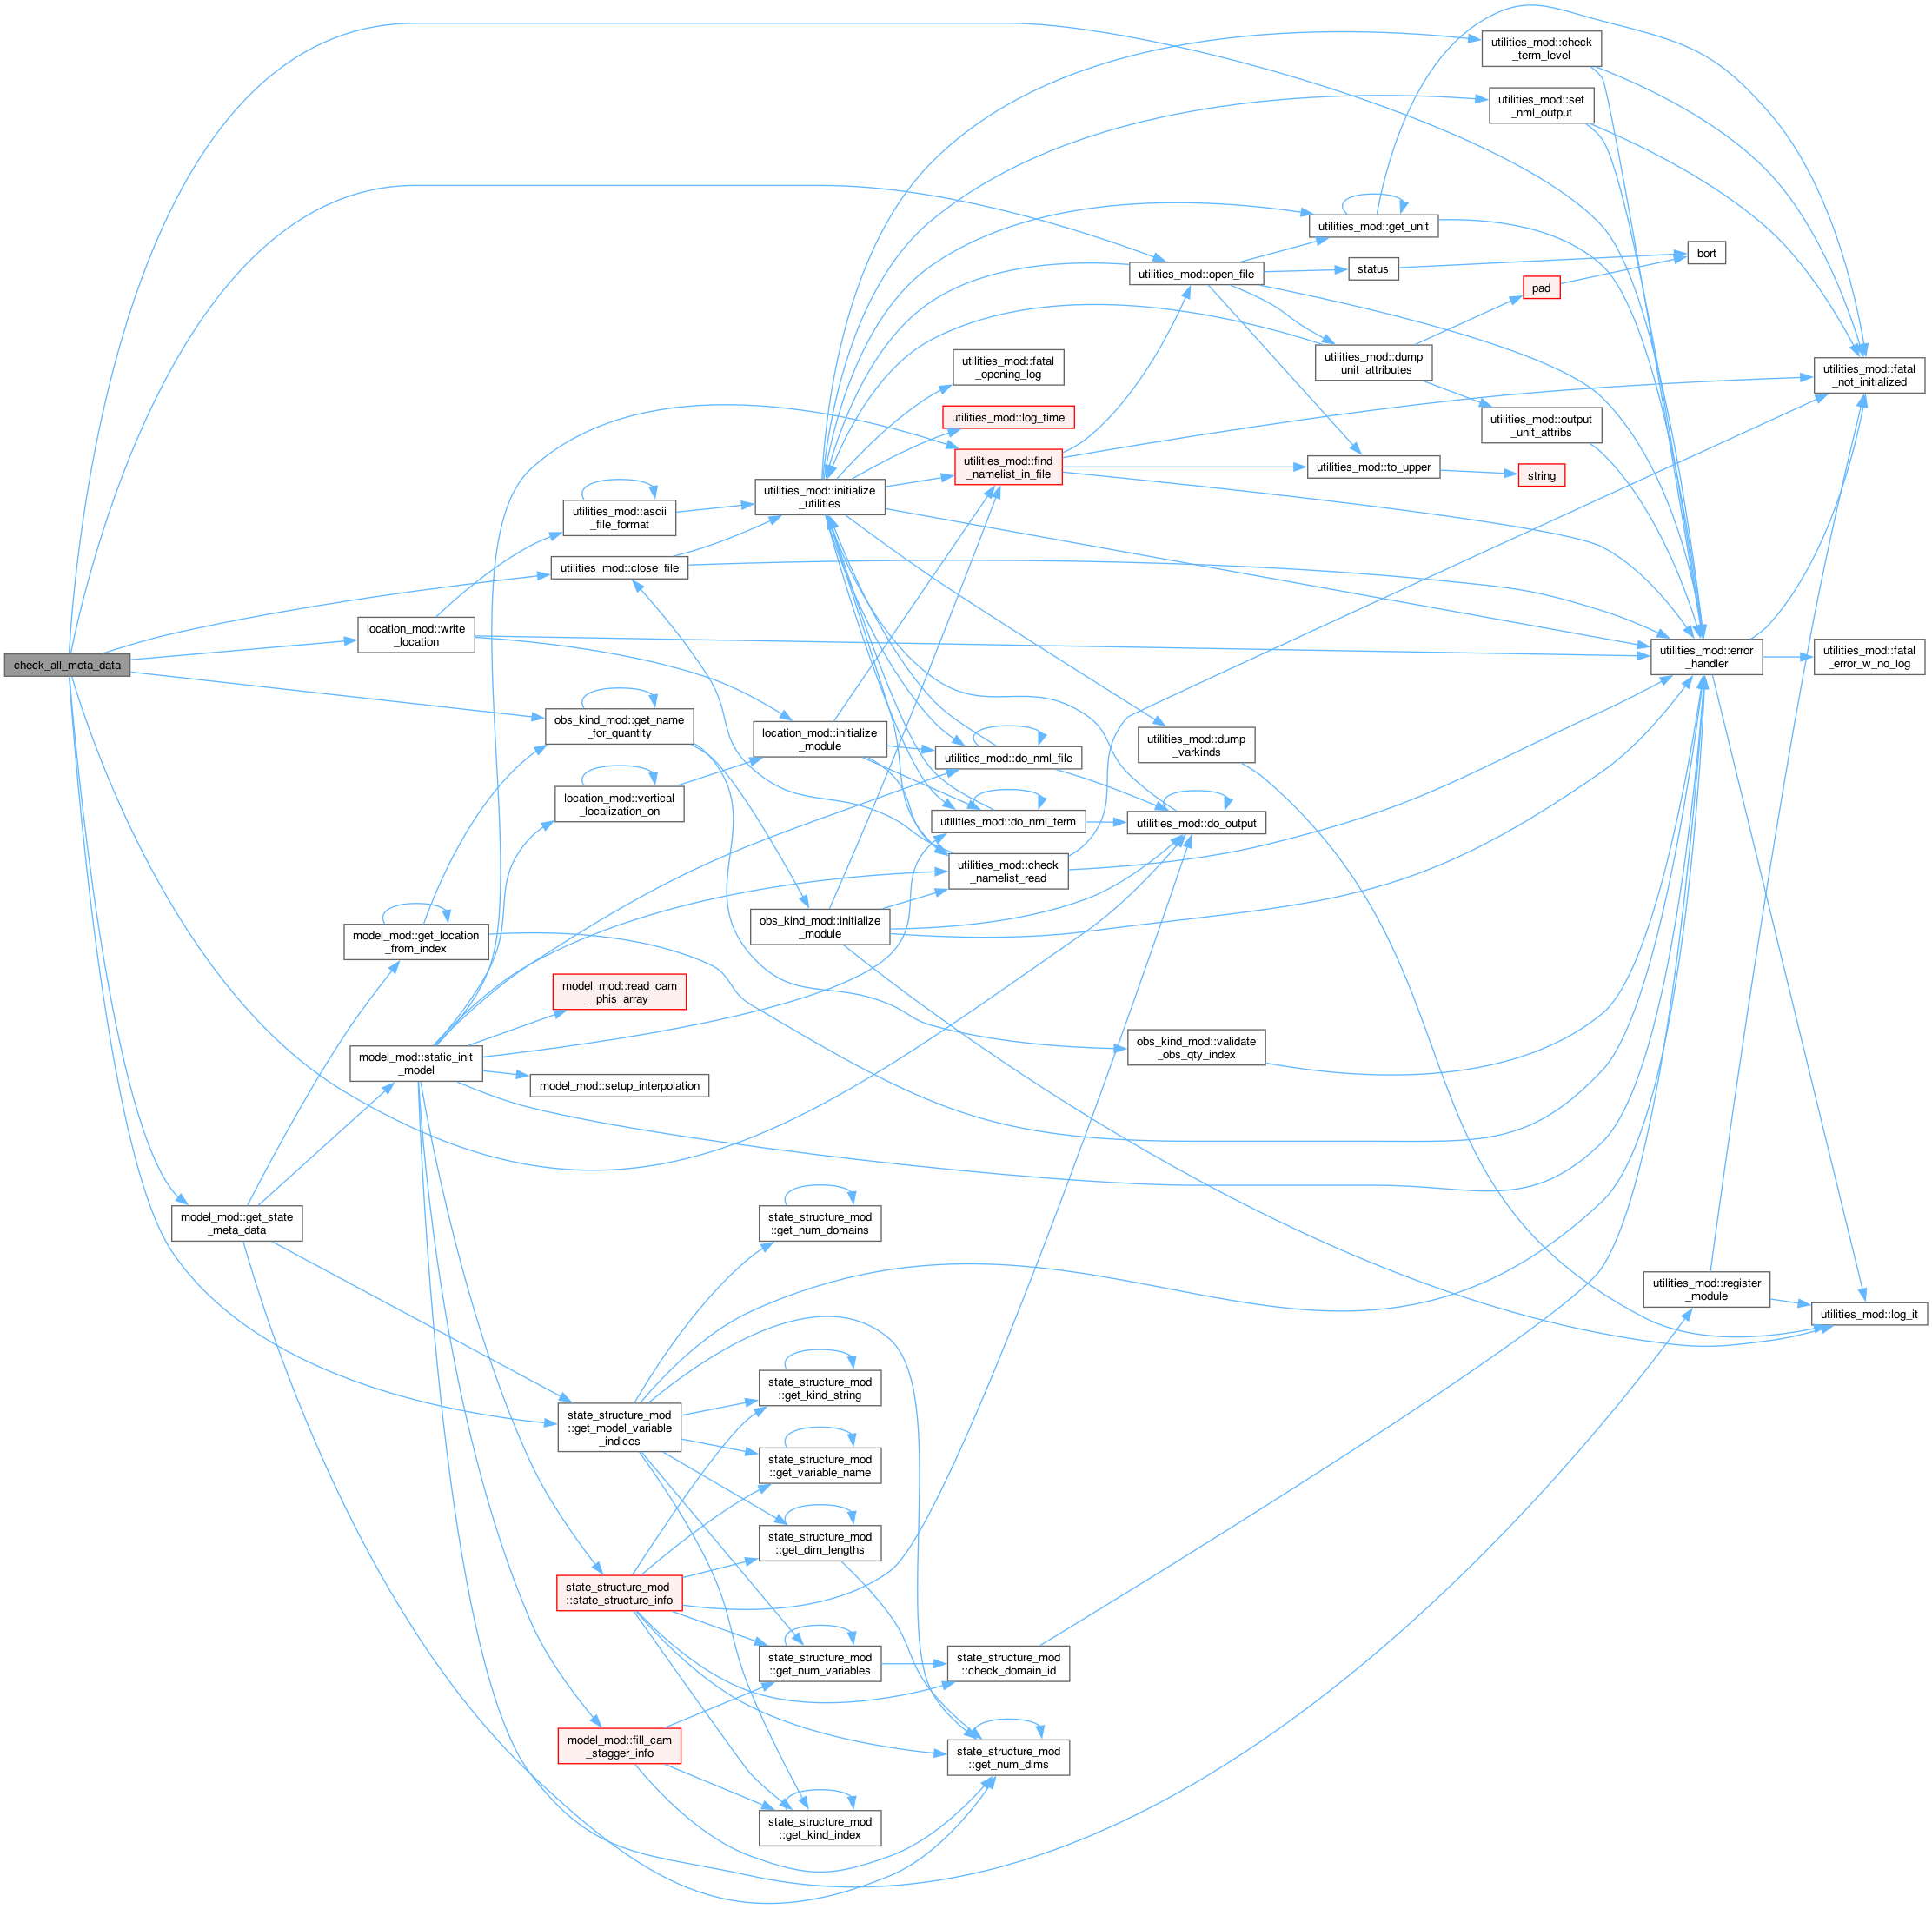 utilities_mod::check
_term_level
utilities_mod::set
_nml_output
utilities_mod::get_unit
bort
status
utilities_mod::open_file
pad
utilities_mod::fatal
_opening_log
utilities_mod::dump
_unit_attributes
utilities_mod::fatal
_not_initialized
utilities_mod::log_time
utilities_mod::output
_unit_attribs
utilities_mod::find
_namelist_in_file
utilities_mod::to_upper
string
utilities_mod::initialize
_utilities
utilities_mod::ascii
_file_format
utilities_mod::close_file
location_mod::write
_location
check_all_meta_data
utilities_mod::error
_handler
utilities_mod::fatal
_error_w_no_log
obs_kind_mod::get_name
_for_quantity
location_mod::initialize
_module
utilities_mod::dump
_varkinds
utilities_mod::do_nml_file
location_mod::vertical
_localization_on
utilities_mod::do_nml_term
utilities_mod::do_output
utilities_mod::check
_namelist_read
obs_kind_mod::initialize
_module
model_mod::get_location
_from_index
model_mod::read_cam
_phis_array
obs_kind_mod::validate
_obs_qty_index
model_mod::static_init
_model
model_mod::setup_interpolation
model_mod::get_state
_meta_data
state_structure_mod
::get_num_domains
utilities_mod::register
_module
utilities_mod::log_it
state_structure_mod
::get_kind_string
state_structure_mod
::get_model_variable
_indices
state_structure_mod
::get_variable_name
state_structure_mod
::get_dim_lengths
state_structure_mod
::state_structure_info
state_structure_mod
::get_num_variables
state_structure_mod
::check_domain_id
model_mod::fill_cam
_stagger_info
state_structure_mod
::get_num_dims
state_structure_mod
::get_kind_index